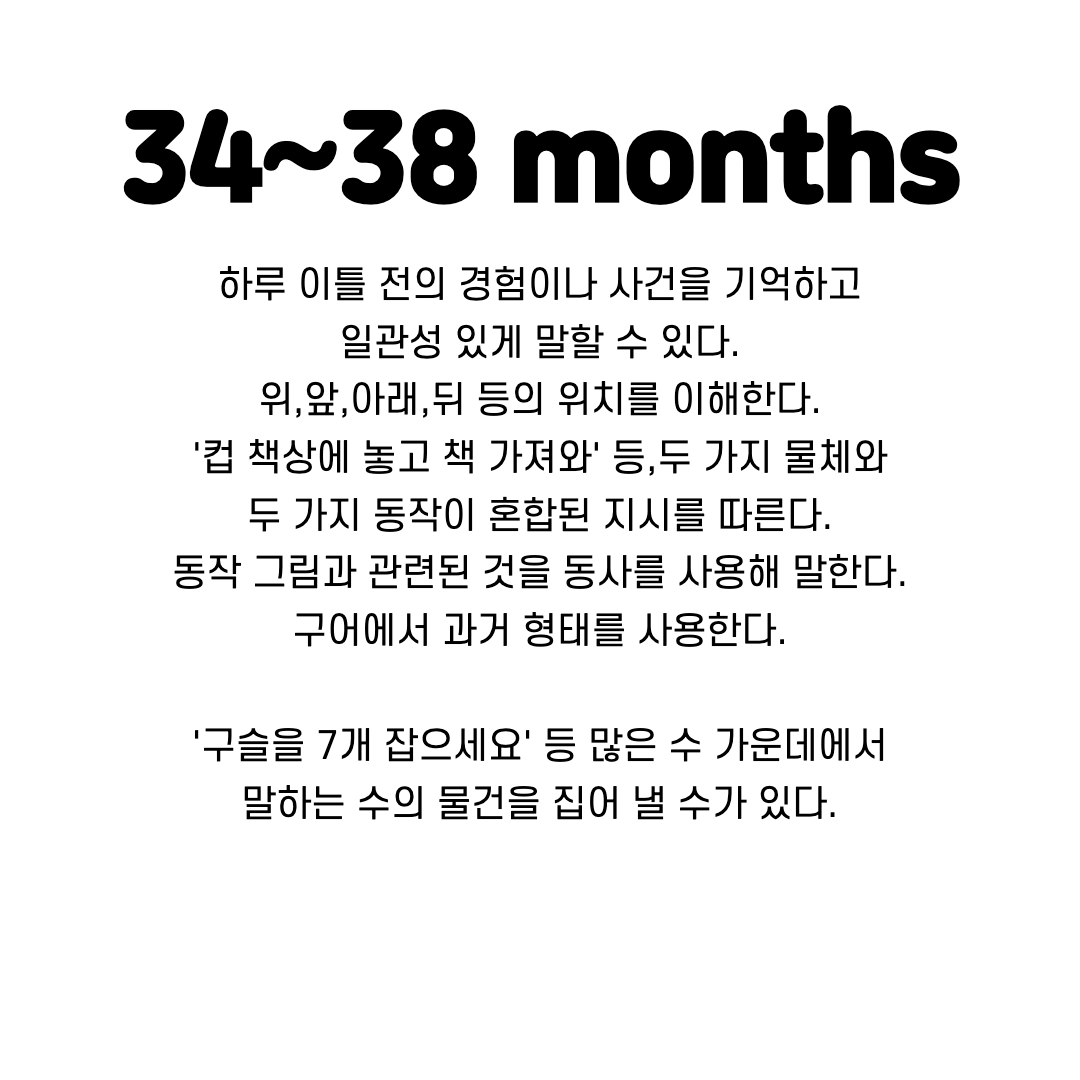 34~38 months
하루 이틀 전의 경험이나 사건을 기억하고
일관성 있게 말할 수 있다.
위,앞,아래,뒤 등의 위치를 이해한다.
'컵 책상에 놓고 책 가져와' 등,두 가지 물체와
두 가지 동작이 혼합된 지시를 따른다.
동작 그림과 관련된 것을 동사를 사용해 말한다.
구어에서 과거 형태를 사용한다.
'구슬을 7개 잡으세요' 등 많은 수 가운데에서
말하는 수의 물건을 집어 낼 수가 있다.